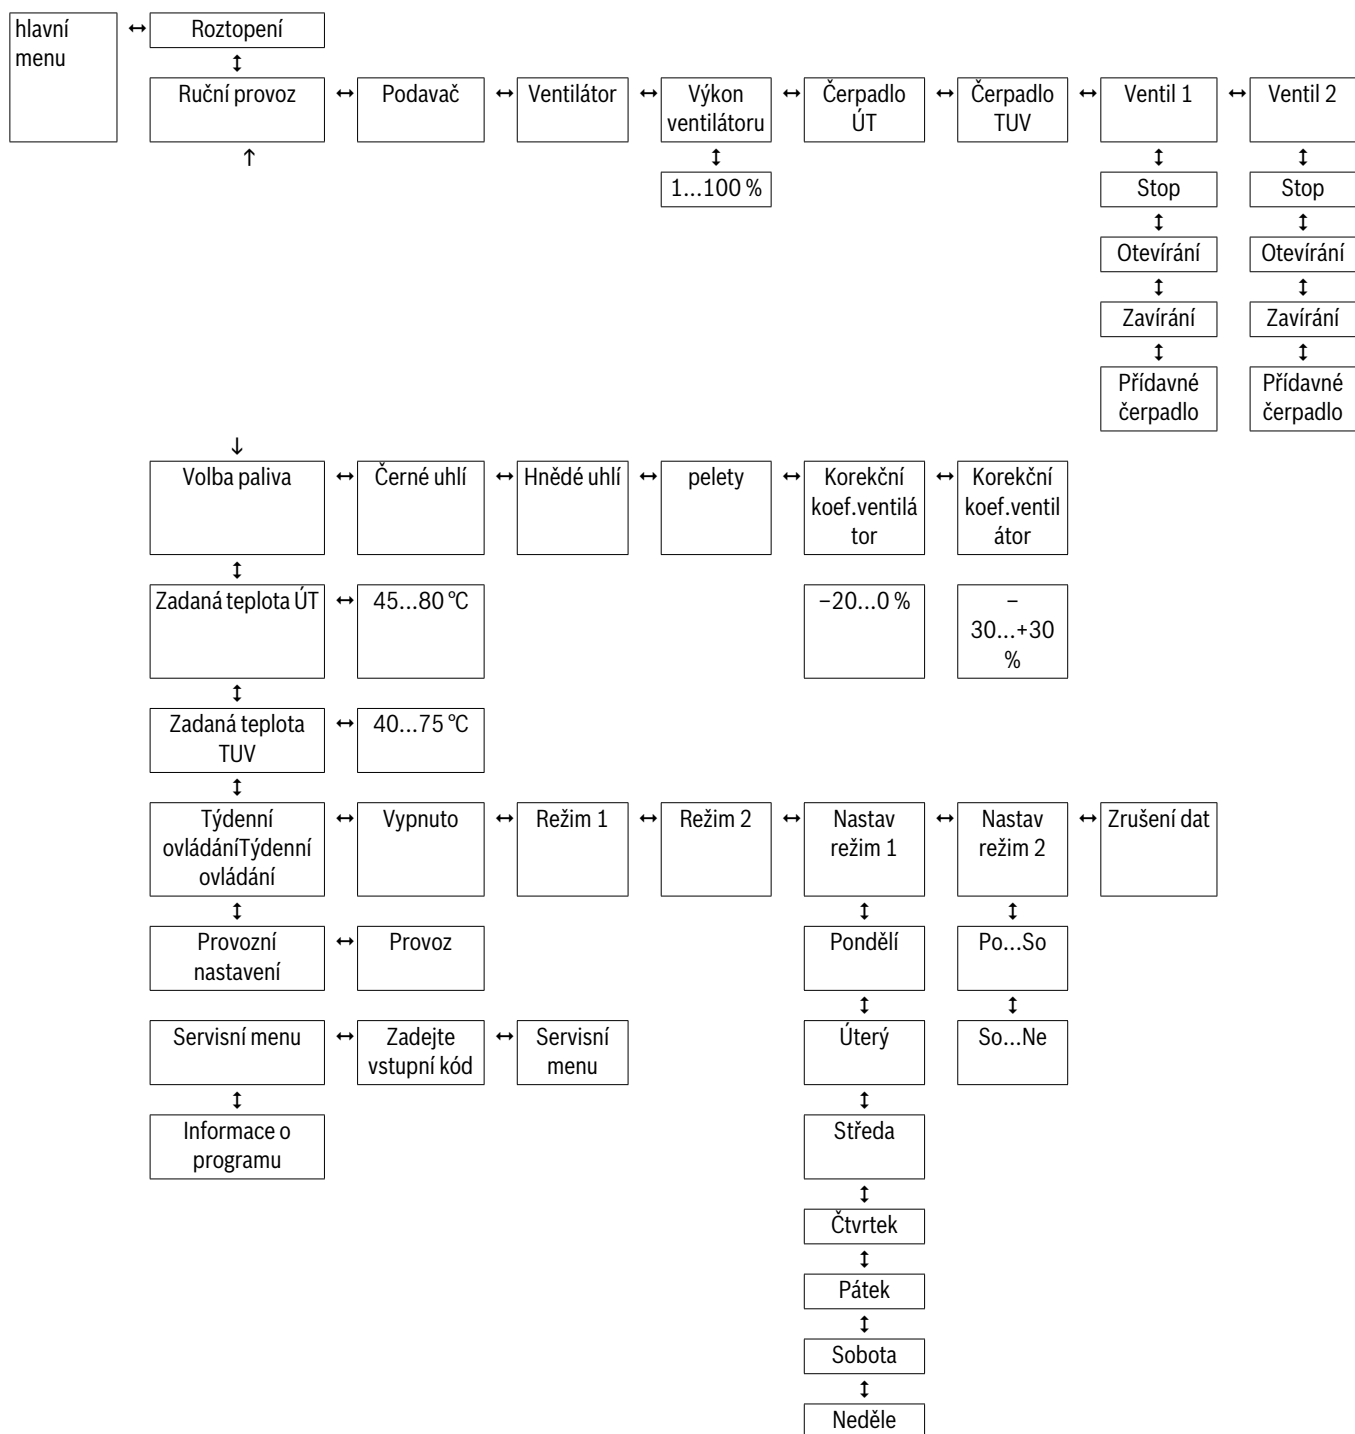 hlavní
menu
↔ Roztopení
↕
Ruční provoz ↔ Podavač ↔ Ventilátor ↔ Výkon
ventilátoru ↔ Čerpadlo
ÚT ↔ Čerpadlo
TUV ↔ Ventil 1 ↔ Ventil 2
↑ ↕ ↕ ↕
1...100 % Stop Stop
↕ ↕
Otevírání Otevírání
↕ ↕
Zavírání Zavírání
↕ ↕
Přídavné
čerpadlo
Přídavné
čerpadlo
↓
Volba paliva ↔ Černé uhlí ↔ Hnědé uhlí ↔ pelety ↔ Korekční
koef.ventilá
tor
↔ Korekční
koef.ventil
átor
↕
Zadaná teplota ÚT ↔ 45...80 °C −20...0 % −
30...+30
%
↕
Zadaná teplota
TUV
↔ 40...75 °C
↕
Týdenní
ovládáníTýdenní
ovládání
↔ Vypnuto ↔ Režim 1 ↔ Režim 2 ↔ Nastav
režim 1
↔ Nastav
režim 2
↔ Zrušení dat
↕ ↕ ↕
Provozní
nastavení
↔ Provoz Pondělí Po...So
↕ ↕
Servisní menu ↔ Zadejte
vstupní kód
↔ Servisní
menu
Úterý So...Ne
↕ ↕
Informace o
programu
Středa
↕
Čtvrtek
↕
Pátek
↕
Sobota
↕
Neděle